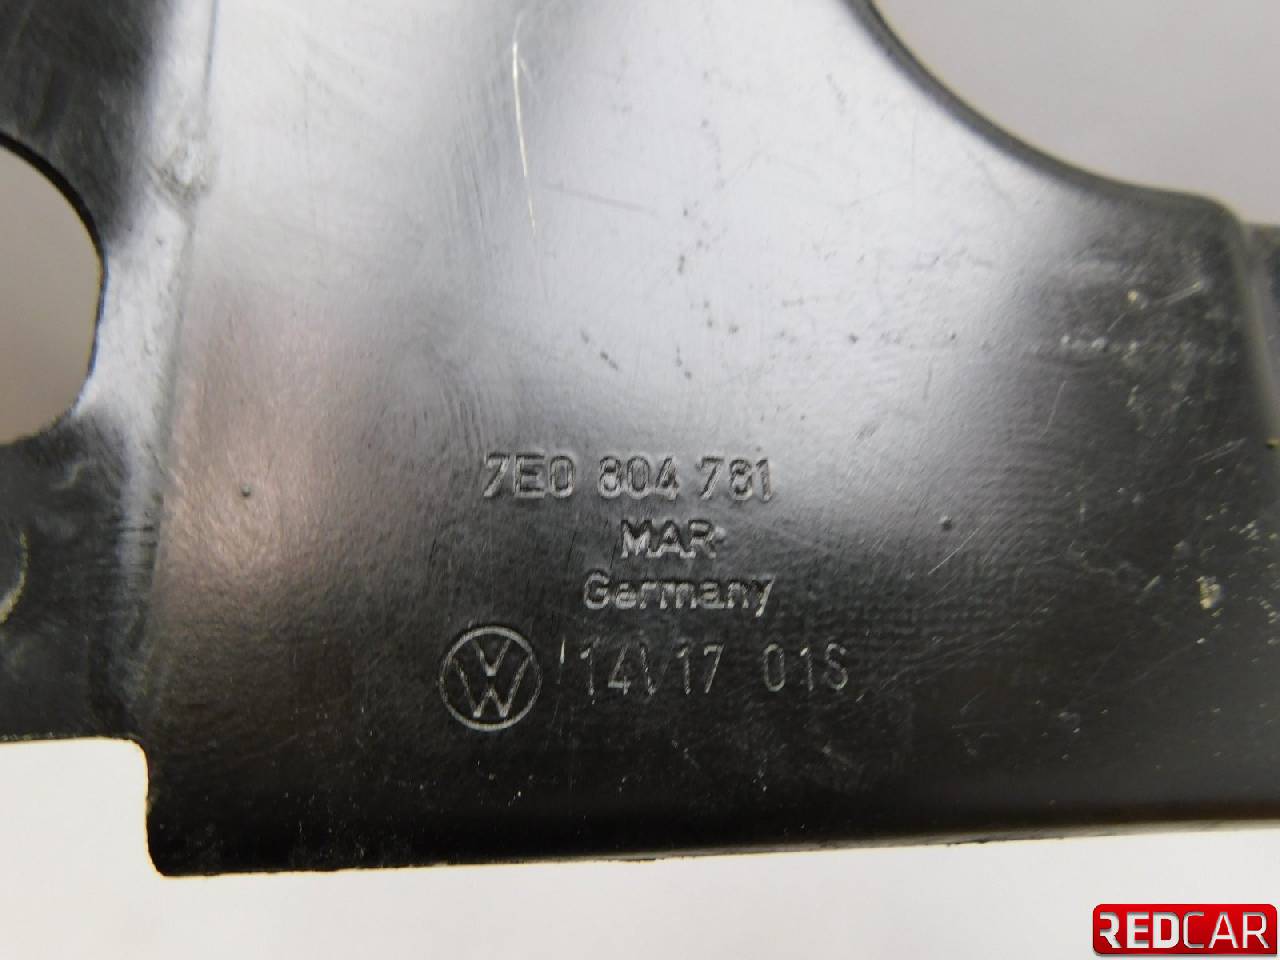 7E0 804 781
MAR
Germany
14\17 01S
REDCAR